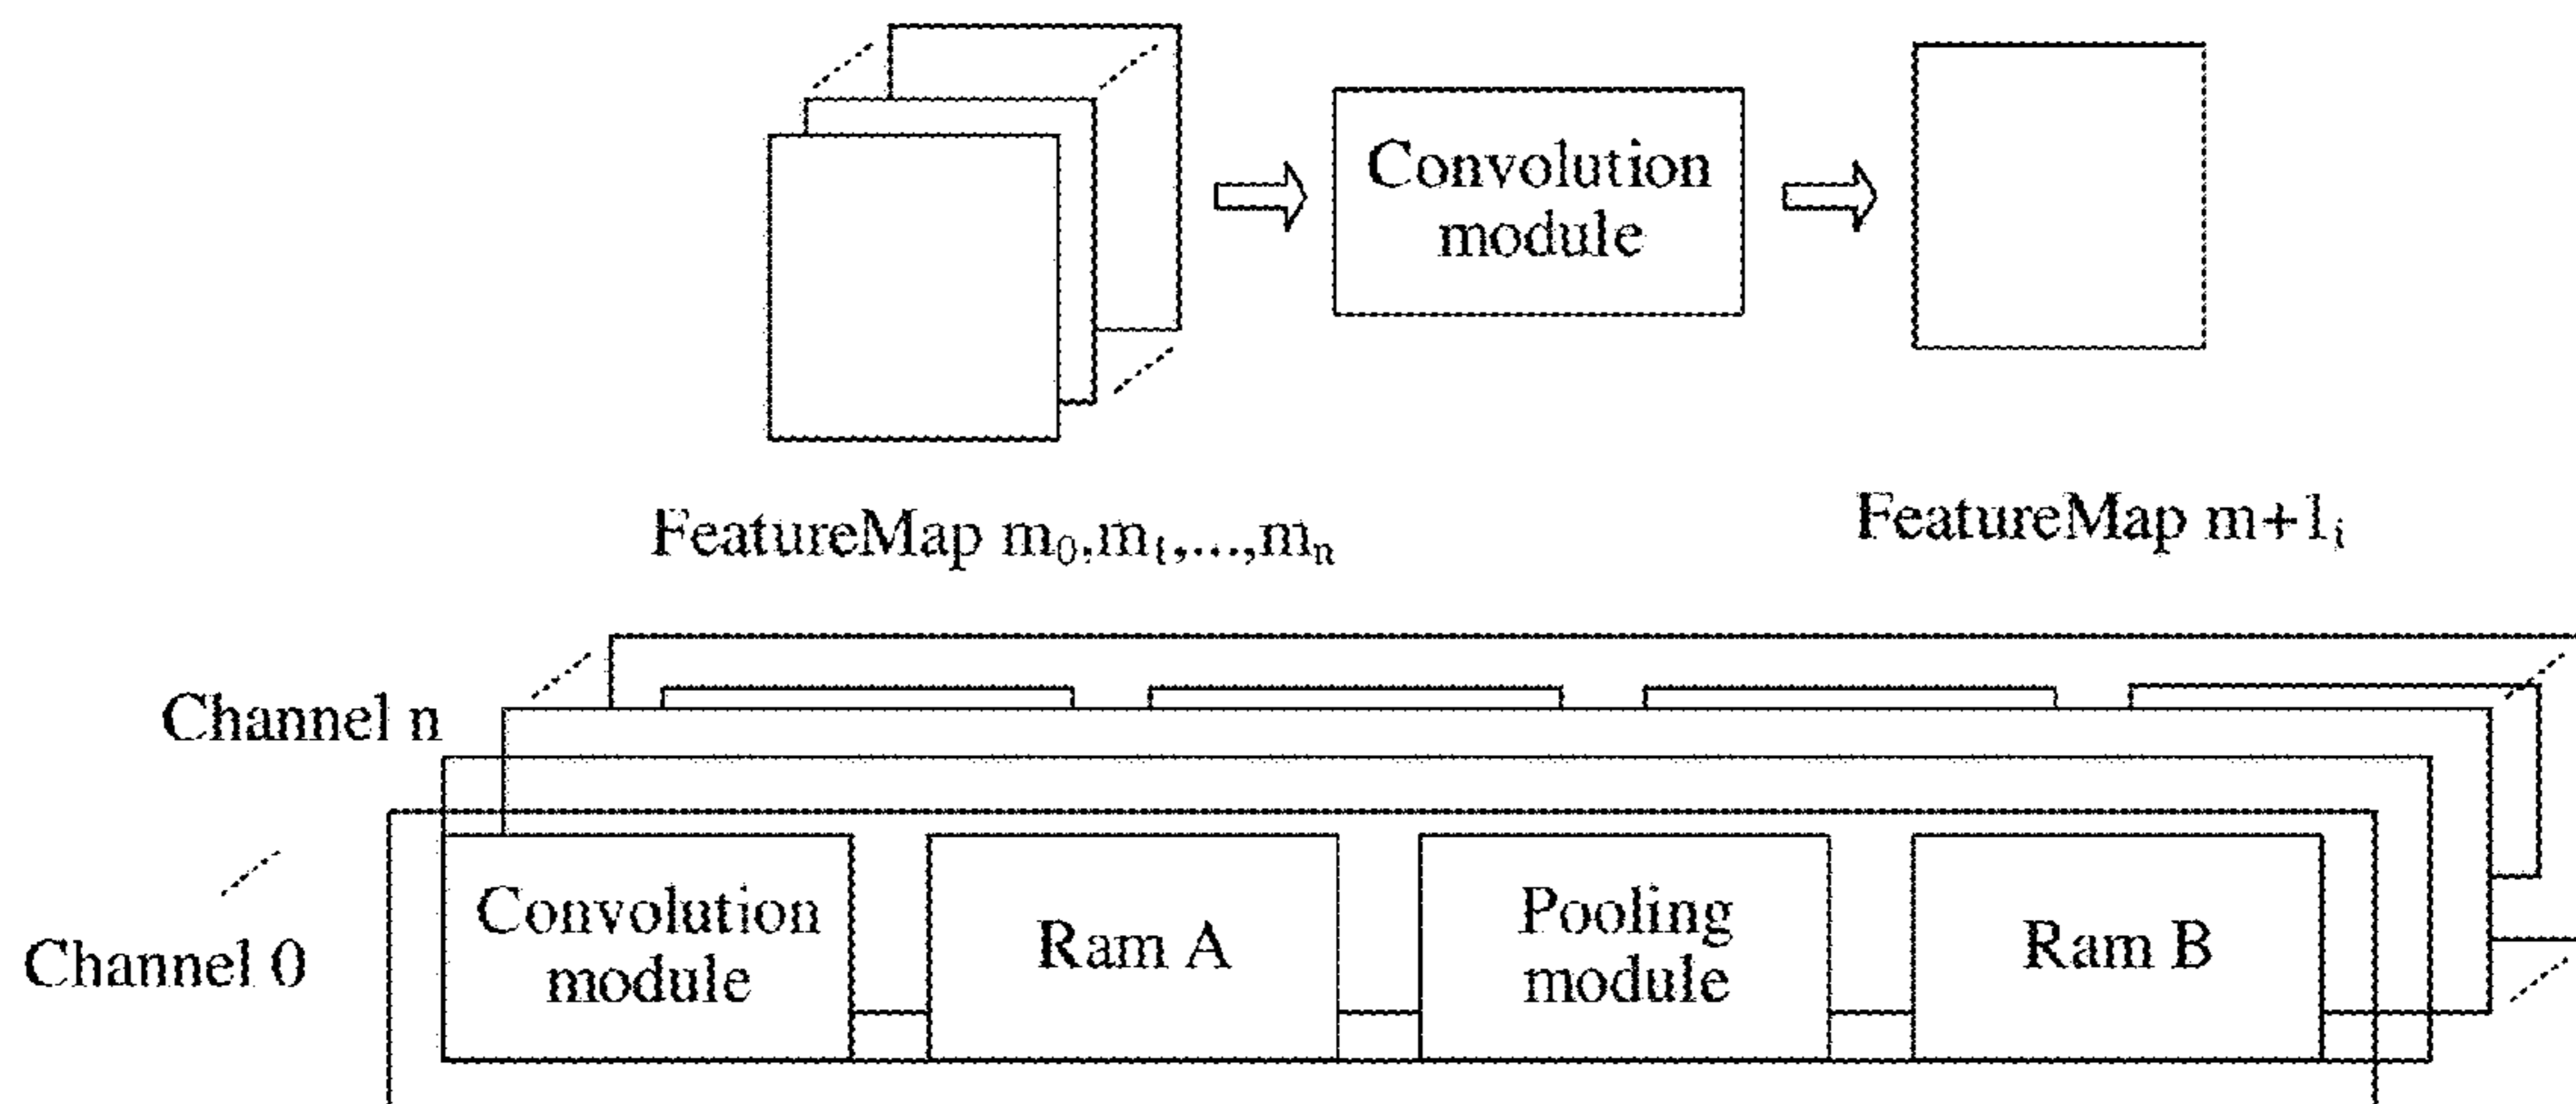 Convolution
module
FeatureMap m₀,m₁,...,mₙ
FeatureMap m+1ᵢ
Channel n
Channel 0
Convolution
module
Ram A
Pooling
module
Ram B